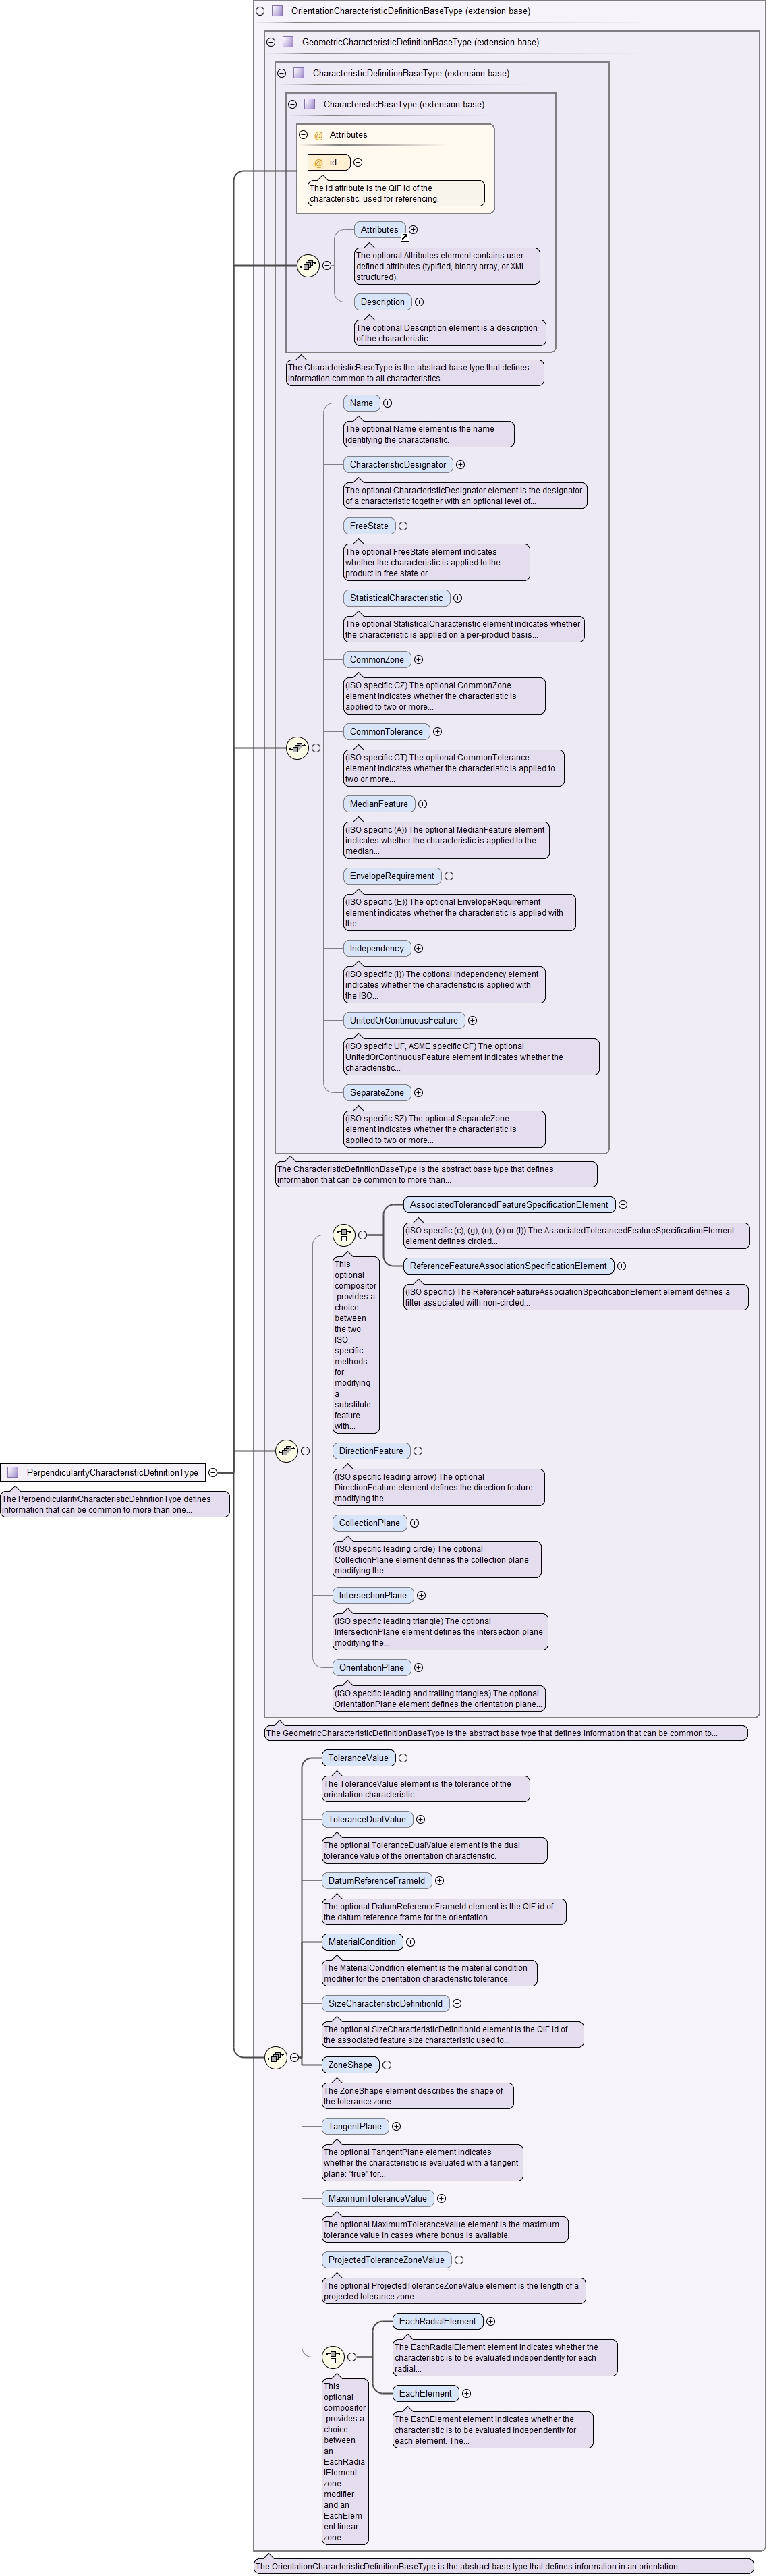 OrientationCharacteristicDefinitionBaseType (extension base)
GeometricCharacteristicDefinitionBaseType (extension base)
CharacteristicDefinitionBaseType (extension base)
CharacteristicBaseType (extension base)
@ Attributes
@ id
The id attribute is the QIF id of the
characteristic, used for referencing.
Attributes
The optional Attributes element contains user
defined attributes (typified, binary array, or XML
structured).
Description
The optional Description element is a description
of the characteristic.
The CharacteristicBaseType is the abstract base type that defines
information common to all characteristics.
Name
The optional Name element is the name
identifying the characteristic.
CharacteristicDesignator
The optional CharacteristicDesignator element is the designator
of a characteristic together with an optional level of...
FreeState
The optional FreeState element indicates
whether the characteristic is applied to the
product in free state or...
StatisticalCharacteristic
The optional StatisticalCharacteristic element indicates whether
the characteristic is applied on a per-product basis...
CommonZone
(ISO specific CZ) The optional CommonZone
element indicates whether the characteristic is
applied to two or more...
CommonTolerance
(ISO specific CT) The optional CommonTolerance
element indicates whether the characteristic is applied to
two or more...
MedianFeature
(ISO specific (A)) The optional MedianFeature element
indicates whether the characteristic is applied to the
median...
EnvelopeRequirement
(ISO specific (E)) The optional EnvelopeRequirement
element indicates whether the characteristic is applied with
the...
Independency
(ISO specific (I)) The optional Independency element
indicates whether the characteristic is applied with
the ISO...
UnitedOrContinuousFeature
(ISO specific UF, ASME specific CF) The optional
UnitedOrContinuousFeature element indicates whether the
characteristic...
SeparateZone
(ISO specific SZ) The optional SeparateZone
element indicates whether the characteristic is
applied to two or more...
The CharacteristicDefinitionBaseType is the abstract base type that defines
information that can be common to more than...
AssociatedTolerancedFeatureSpecificationElement
(ISO specific (c), (g), (n), (x) or (t)) The AssociatedTolerancedFeatureSpecificationElement
element defines circled...
ReferenceFeatureAssociationSpecificationElement
(ISO specific) The ReferenceFeatureAssociationSpecificationElement element defines a
filter associated with non-circled...
This
optional
compositor
provides a
choice
between
the two
ISO
specific
methods
for
modifying
a
substitute
feature
with...
DirectionFeature
(ISO specific leading arrow) The optional
DirectionFeature element defines the direction feature
modifying the...
CollectionPlane
(ISO specific leading circle) The optional
CollectionPlane element defines the collection plane
modifying the...
IntersectionPlane
(ISO specific leading triangle) The optional
IntersectionPlane element defines the intersection plane
modifying the...
OrientationPlane
(ISO specific leading and trailing triangles) The optional
OrientationPlane element defines the orientation plane...
PerpendicularityCharacteristicDefinitionType
The PerpendicularityCharacteristicDefinitionType defines
information that can be common to more than one...
The GeometricCharacteristicDefinitionBaseType is the abstract base type that defines information that can be common to...
ToleranceValue
The ToleranceValue element is the tolerance of the
orientation characteristic.
ToleranceDualValue
The optional ToleranceDualValue element is the dual
tolerance value of the orientation characteristic.
DatumReferenceFrameId
The optional DatumReferenceFrameId element is the QIF id of
the datum reference frame for the orientation...
MaterialCondition
The MaterialCondition element is the material condition
modifier for the orientation characteristic tolerance.
SizeCharacteristicDefinitionId
The optional SizeCharacteristicDefinitionId element is the QIF id of
the associated feature size characteristic used to...
ZoneShape
The ZoneShape element describes the shape of
the tolerance zone.
TangentPlane
The optional TangentPlane element indicates
whether the characteristic is evaluated with a tangent
plane: "true" for...
MaximumToleranceValue
The optional MaximumToleranceValue element is the maximum
tolerance value in cases where bonus is available.
ProjectedToleranceZoneValue
The optional ProjectedToleranceZoneValue element is the length of a
projected tolerance zone.
EachRadialElement
The EachRadialElement element indicates whether the
characteristic is to be evaluated independently for each
radial...
EachElement
The EachElement element indicates whether the
characteristic is to be evaluated independently for
each element. The...
This
optional
compositor
provides a
choice
between
an
EachRadia
lElement
zone
modifier
and an
EachElem
ent linear
zone...
The OrientationCharacteristicDefinitionBaseType is the abstract base type that defines information in an orientation...